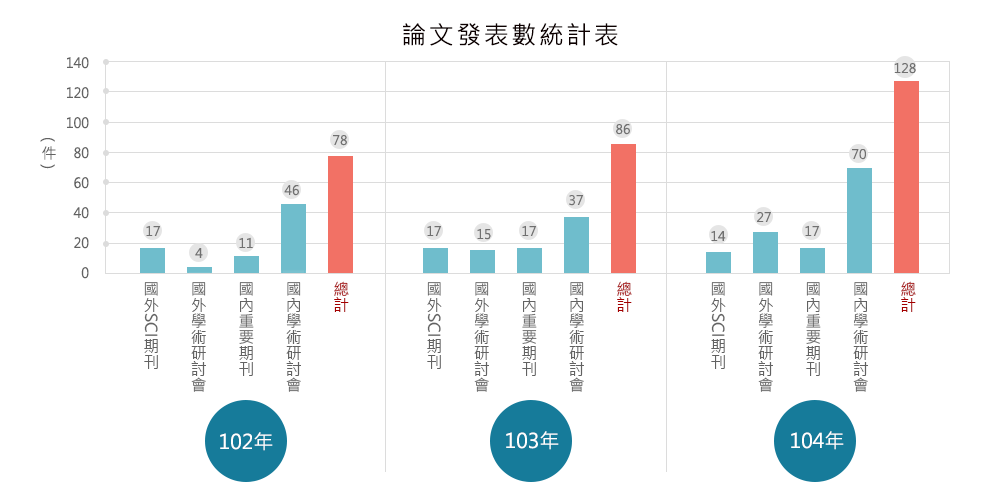 論文發表數統計表
(件)
140
120
100
80
60
40
20
0
17
4
11
46
78
17
15
17
37
86
14
27
17
70
128
國外SCI期刊
國外學術研討會
國內重要期刊
國內學術研討會
總計
國外SCI期刊
國外學術研討會
國內重要期刊
國內學術研討會
總計
國外SCI期刊
國外學術研討會
國內重要期刊
國內學術研討會
總計
102年
103年
104年